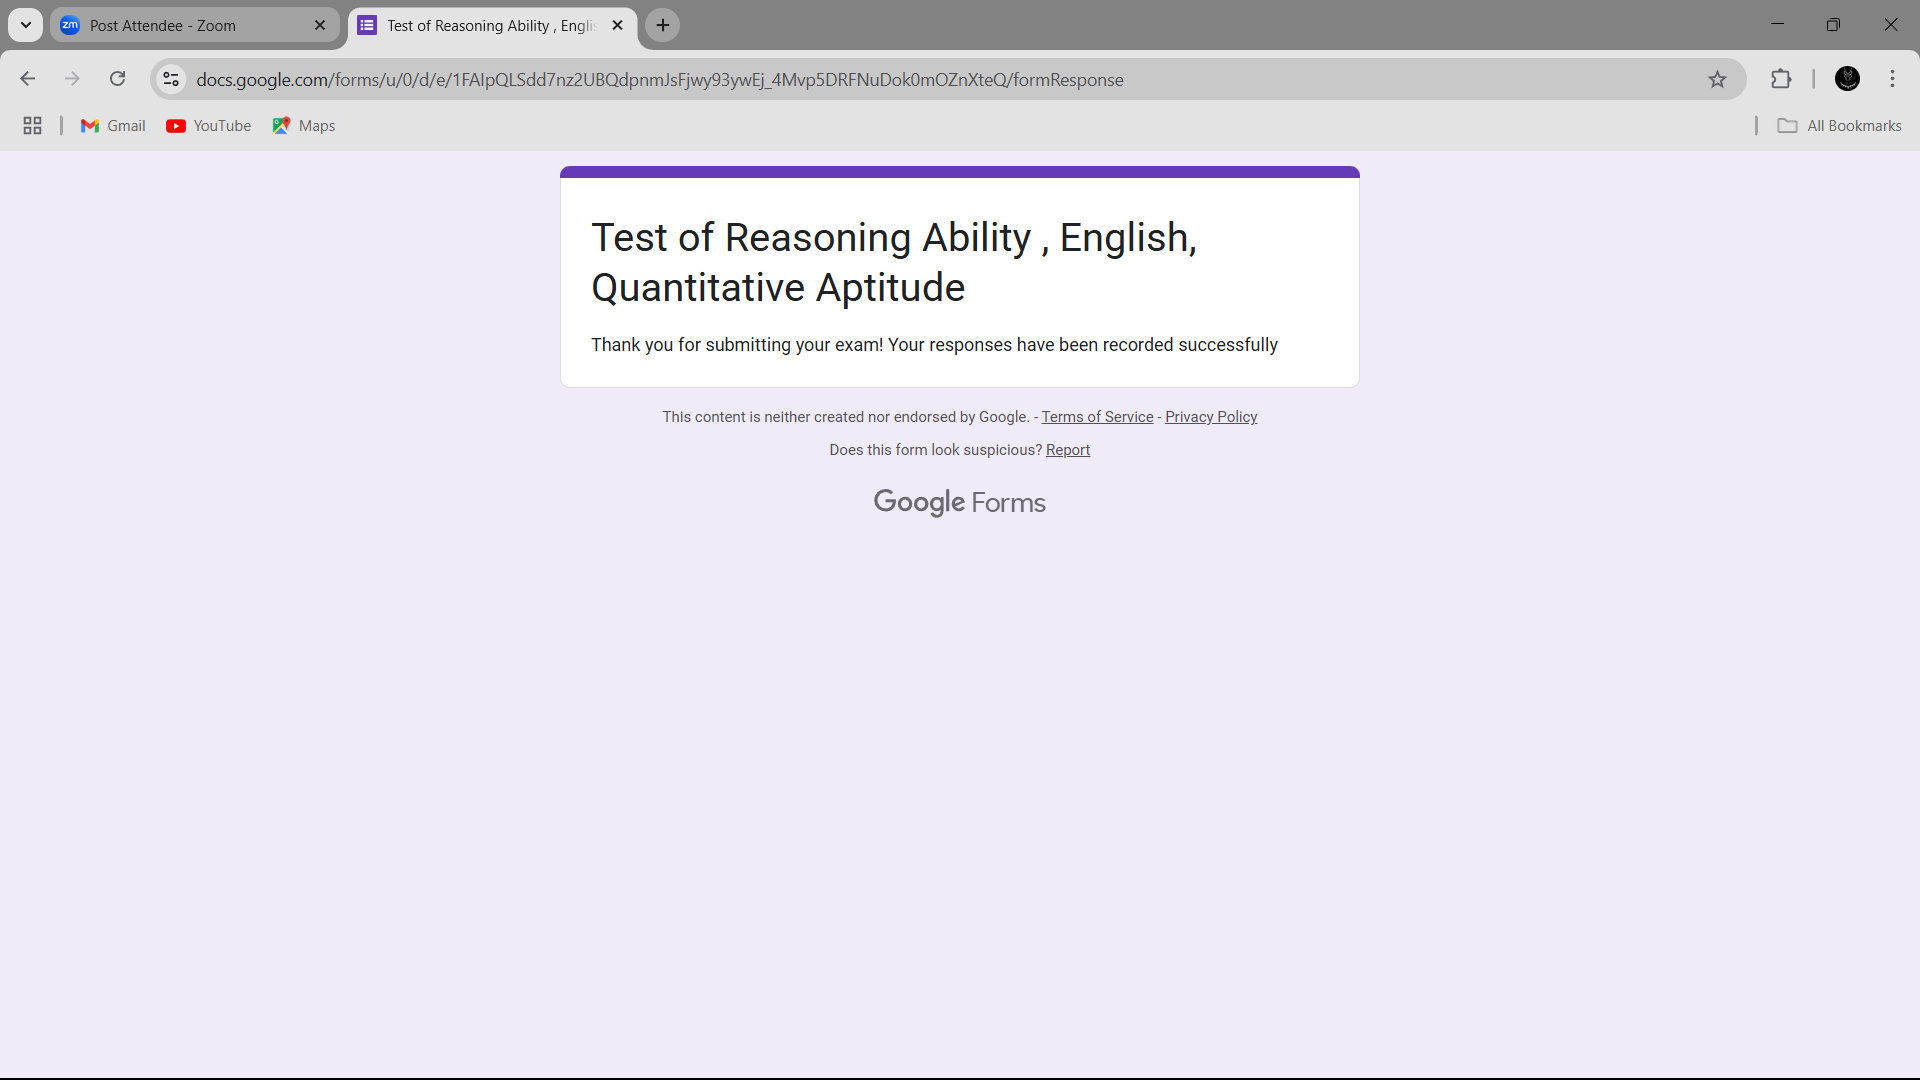 zm Post Attendee - Zoom
Test of Reasoning Ability , Engli
docs.google.com/forms/u/0/d/e/1FAIpQLSdd7nz2UBQdpnmJsFjwy93ywEj_4Mvp5DRFNuDok0mOZnXteQ/formResponse
Gmail YouTube Maps All Bookmarks
Test of Reasoning Ability , English,
Quantitative Aptitude
Thank you for submitting your exam! Your responses have been recorded successfully
This content is neither created nor endorsed by Google. - Terms of Service - Privacy Policy
Does this form look suspicious? Report
Google Forms